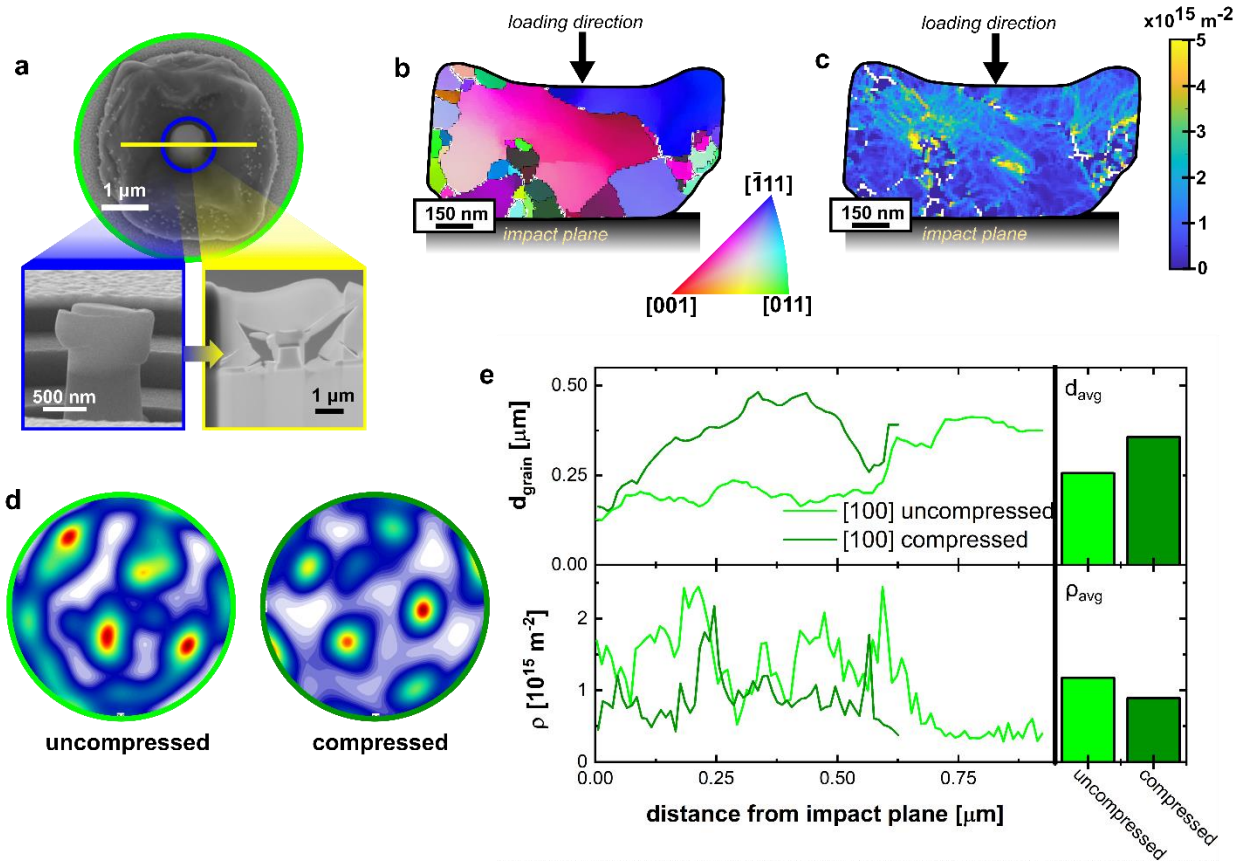 a
1 μm
500 nm
1 μm
b
loading direction
150 nm
impact plane
[1̅11]
[001]
[011]
c
loading direction
150 nm
impact plane
x10¹⁵ m⁻²
5
4
3
2
1
0
d
uncompressed
compressed
e
d_grain [μm]
0.50
0.25
0.00
[100] uncompressed
[100] compressed
d_avg
ρ [10¹⁵ m⁻²]
2
1
0
ρ_avg
0.00
0.25
0.50
0.75
distance from impact plane [μm]
uncompressed
compressed